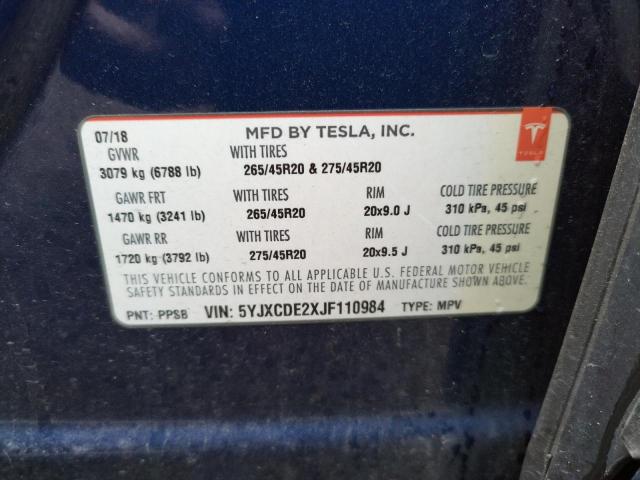 07/18 MFD BY TESLA, INC.
GVWR WITH TIRES
3079 kg (6788 lb) 265/45R20 & 275/45R20
TESLA
GAWR FRT WITH TIRES RIM COLD TIRE PRESSURE
1470 kg (3241 lb) 265/45R20 20x9.0 J 310 kPa, 45 psi
GAWR RR WITH TIRES RIM COLD TIRE PRESSURE
1720 kg (3792 lb) 275/45R20 20x9.5 J 310 kPa, 45 psi
THIS VEHICLE CONFORMS TO ALL APPLICABLE U.S. FEDERAL MOTOR VEHICLE
SAFETY STANDARDS IN EFFECT ON THE DATE OF MANUFACTURE SHOWN ABOVE.
PNT: PPSB VIN: 5YJXCDE2XJF110984 TYPE: MPV